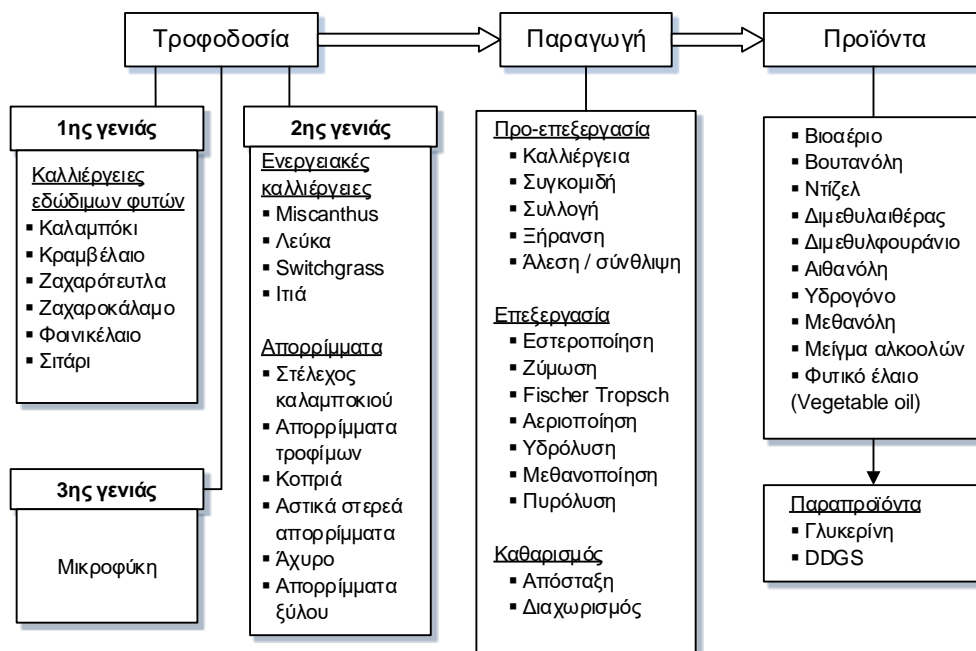 Τροφοδοσία
Παραγωγή
Προϊόντα
1ης γενιάς
Καλλιέργειες
εδώδιμων φυτών
▪ Καλαμπόκι
▪ Κραμβέλαιο
▪ Ζαχαρότευτλα
▪ Ζαχαροκάλαμο
▪ Φοινικέλαιο
▪ Σιτάρι
3ης γενιάς
Μικροφύκη
2ης γενιάς
Ενεργειακές
καλλιέργειες
▪ Miscanthus
▪ Λεύκα
▪ Switchgrass
▪ Ιτιά
Απορρίμματα
▪ Στέλεχος
καλαμποκιού
▪ Απορρίμματα
τροφίμων
▪ Κοπριά
▪ Αστικά στερεά
απορρίμματα
▪ Άχυρο
▪ Απορρίμματα
ξύλου
Προ-επεξεργασία
▪ Καλλιέργεια
▪ Συγκομιδή
▪ Συλλογή
▪ Ξήρανση
▪ Άλεση / σύνθλιψη
Επεξεργασία
▪ Εστεροποίηση
▪ Ζύμωση
▪ Fischer Tropsch
▪ Αεριοποίηση
▪ Υδρόλυση
▪ Μεθανοποίηση
▪ Πυρόλυση
Καθαρισμός
▪ Απόσταξη
▪ Διαχωρισμός
▪ Βιοαέριο
▪ Βουτανόλη
▪ Ντίζελ
▪ Διμεθυλαιθέρας
▪ Διμεθυλφουράνιο
▪ Αιθανόλη
▪ Υδρογόνο
▪ Μεθανόλη
▪ Μείγμα αλκοολών
▪ Φυτικό έλαιο
(Vegetable oil)
Παραπροϊόντα
▪ Γλυκερίνη
▪ DDGS